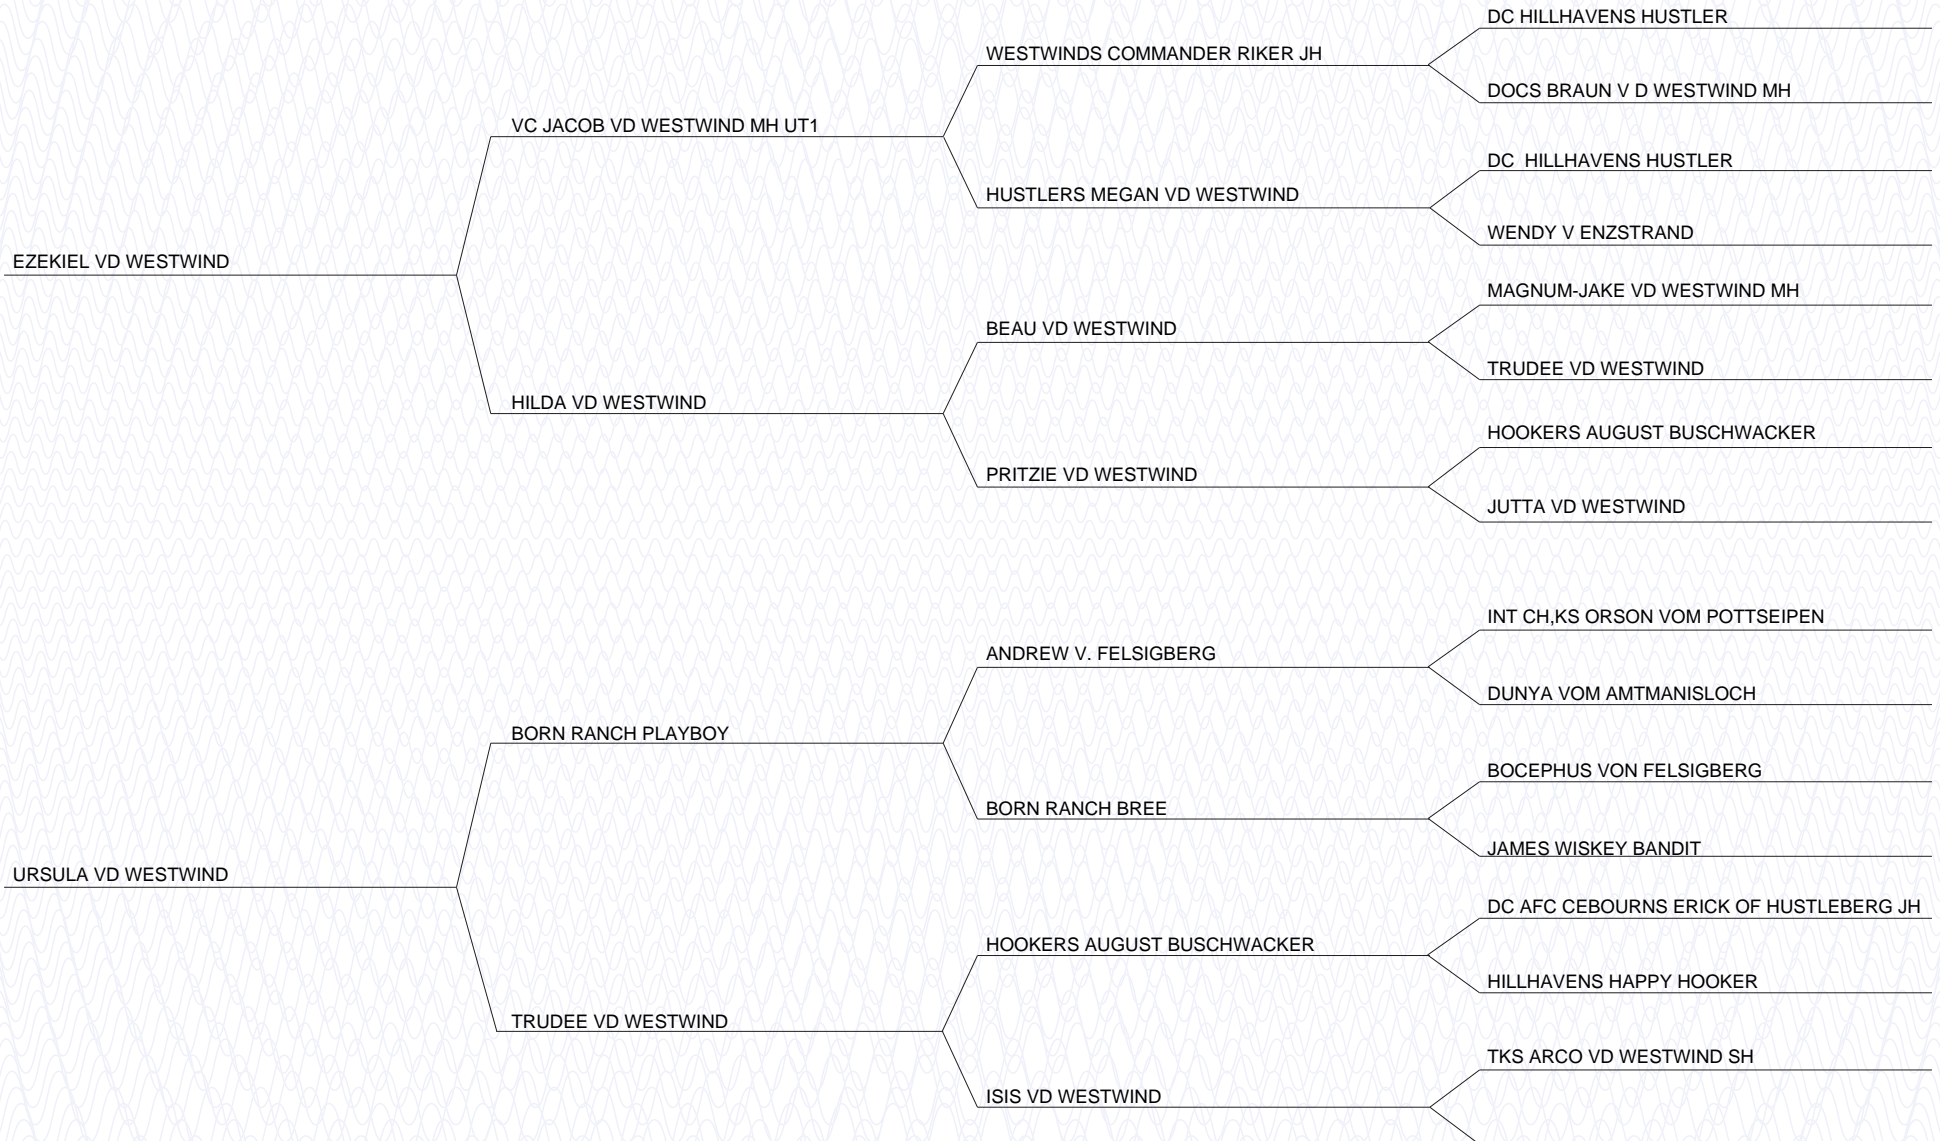 DC HILLHAVENS HUSTLER
WESTWINDS COMMANDER RIKER JH
DOCS BRAUN V D WESTWIND MH
VC JACOB VD WESTWIND MH UT1
DC  HILLHAVENS HUSTLER
HUSTLERS MEGAN VD WESTWIND
WENDY V ENZSTRAND
EZEKIEL VD WESTWIND
MAGNUM-JAKE VD WESTWIND MH
BEAU VD WESTWIND
TRUDEE VD WESTWIND
HILDA VD WESTWIND
HOOKERS AUGUST BUSCHWACKER
PRITZIE VD WESTWIND
JUTTA VD WESTWIND
INT CH,KS ORSON VOM POTTSEIPEN
ANDREW V. FELSIGBERG
DUNYA VOM AMTMANISLOCH
BORN RANCH PLAYBOY
BOCEPHUS VON FELSIGBERG
BORN RANCH BREE
JAMES WISKEY BANDIT
URSULA VD WESTWIND
DC AFC CEBOURNS ERICK OF HUSTLEBERG JH
HOOKERS AUGUST BUSCHWACKER
HILLHAVENS HAPPY HOOKER
TRUDEE VD WESTWIND
TKS ARCO VD WESTWIND SH
ISIS VD WESTWIND